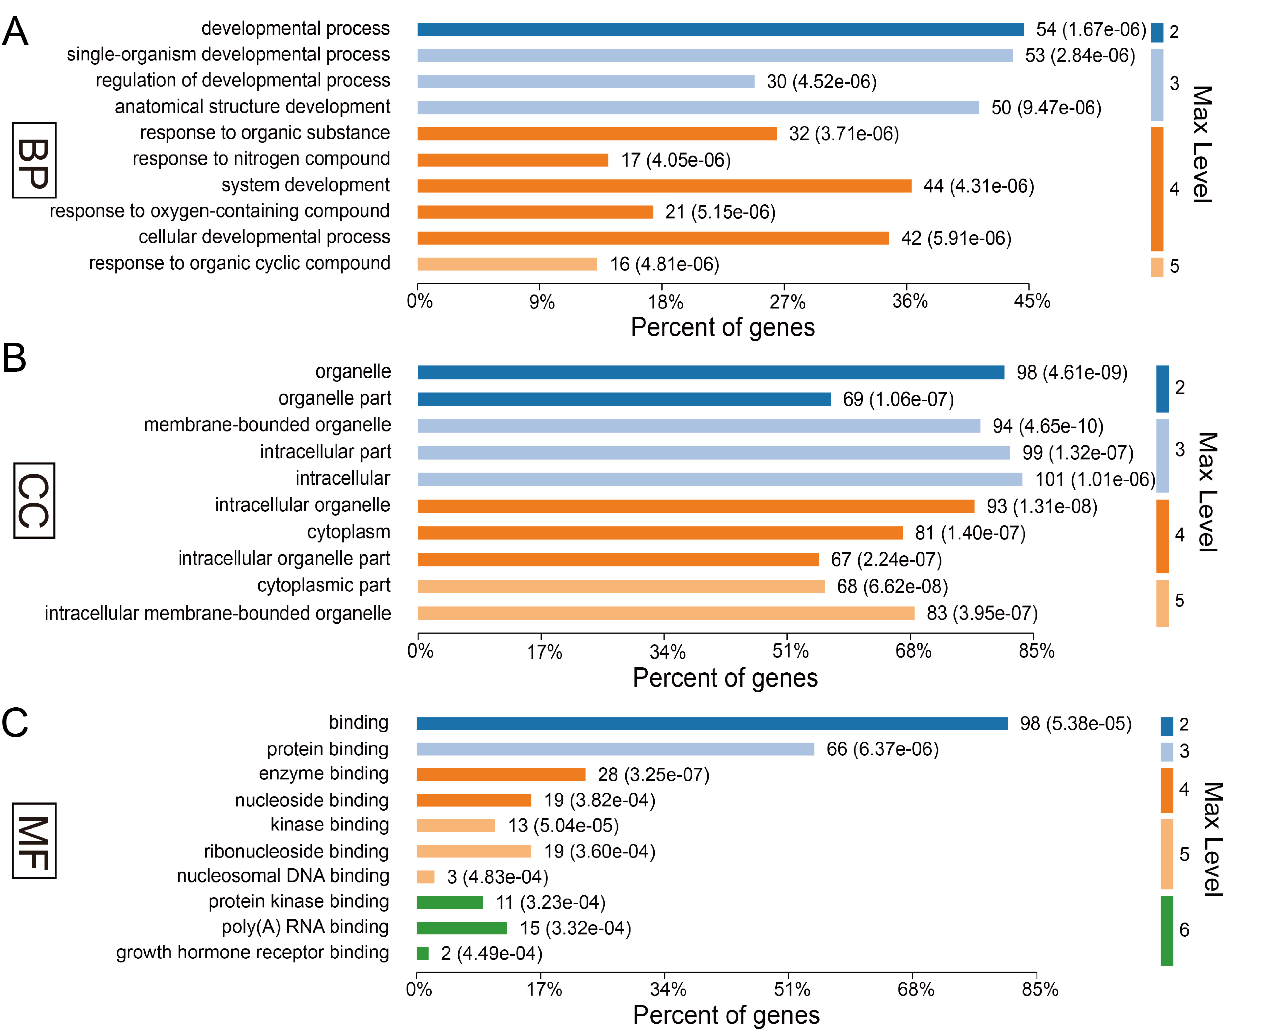 A
BP
developmental process 54 (1.67e-06) 2
single-organism developmental process 53 (2.84e-06)
regulation of developmental process 30 (4.52e-06) 3
anatomical structure development 50 (9.47e-06)
response to organic substance 32 (3.71e-06)
response to nitrogen compound 17 (4.05e-06)
system development 44 (4.31e-06) 4
response to oxygen-containing compound 21 (5.15e-06)
cellular developmental process 42 (5.91e-06)
response to organic cyclic compound 16 (4.81e-06) 5
Max Level
0% 9% 18% 27% 36% 45%
Percent of genes
B
CC
organelle 98 (4.61e-09) 2
organelle part 69 (1.06e-07)
membrane-bounded organelle 94 (4.65e-10)
intracellular part 99 (1.32e-07) 3
intracellular 101 (1.01e-06)
intracellular organelle 93 (1.31e-08)
cytoplasm 81 (1.40e-07) 4
intracellular organelle part 67 (2.24e-07)
cytoplasmic part 68 (6.62e-08) 5
intracellular membrane-bounded organelle 83 (3.95e-07)
Max Level
0% 17% 34% 51% 68% 85%
Percent of genes
C
MF
binding 98 (5.38e-05) 2
protein binding 66 (6.37e-06) 3
enzyme binding 28 (3.25e-07) 4
nucleoside binding 19 (3.82e-04)
kinase binding 13 (5.04e-05)
ribonucleoside binding 19 (3.60e-04) 5
nucleosomal DNA binding 3 (4.83e-04)
protein kinase binding 11 (3.23e-04)
poly(A) RNA binding 15 (3.32e-04) 6
growth hormone receptor binding 2 (4.49e-04)
Max Level
0% 17% 34% 51% 68% 85%
Percent of genes